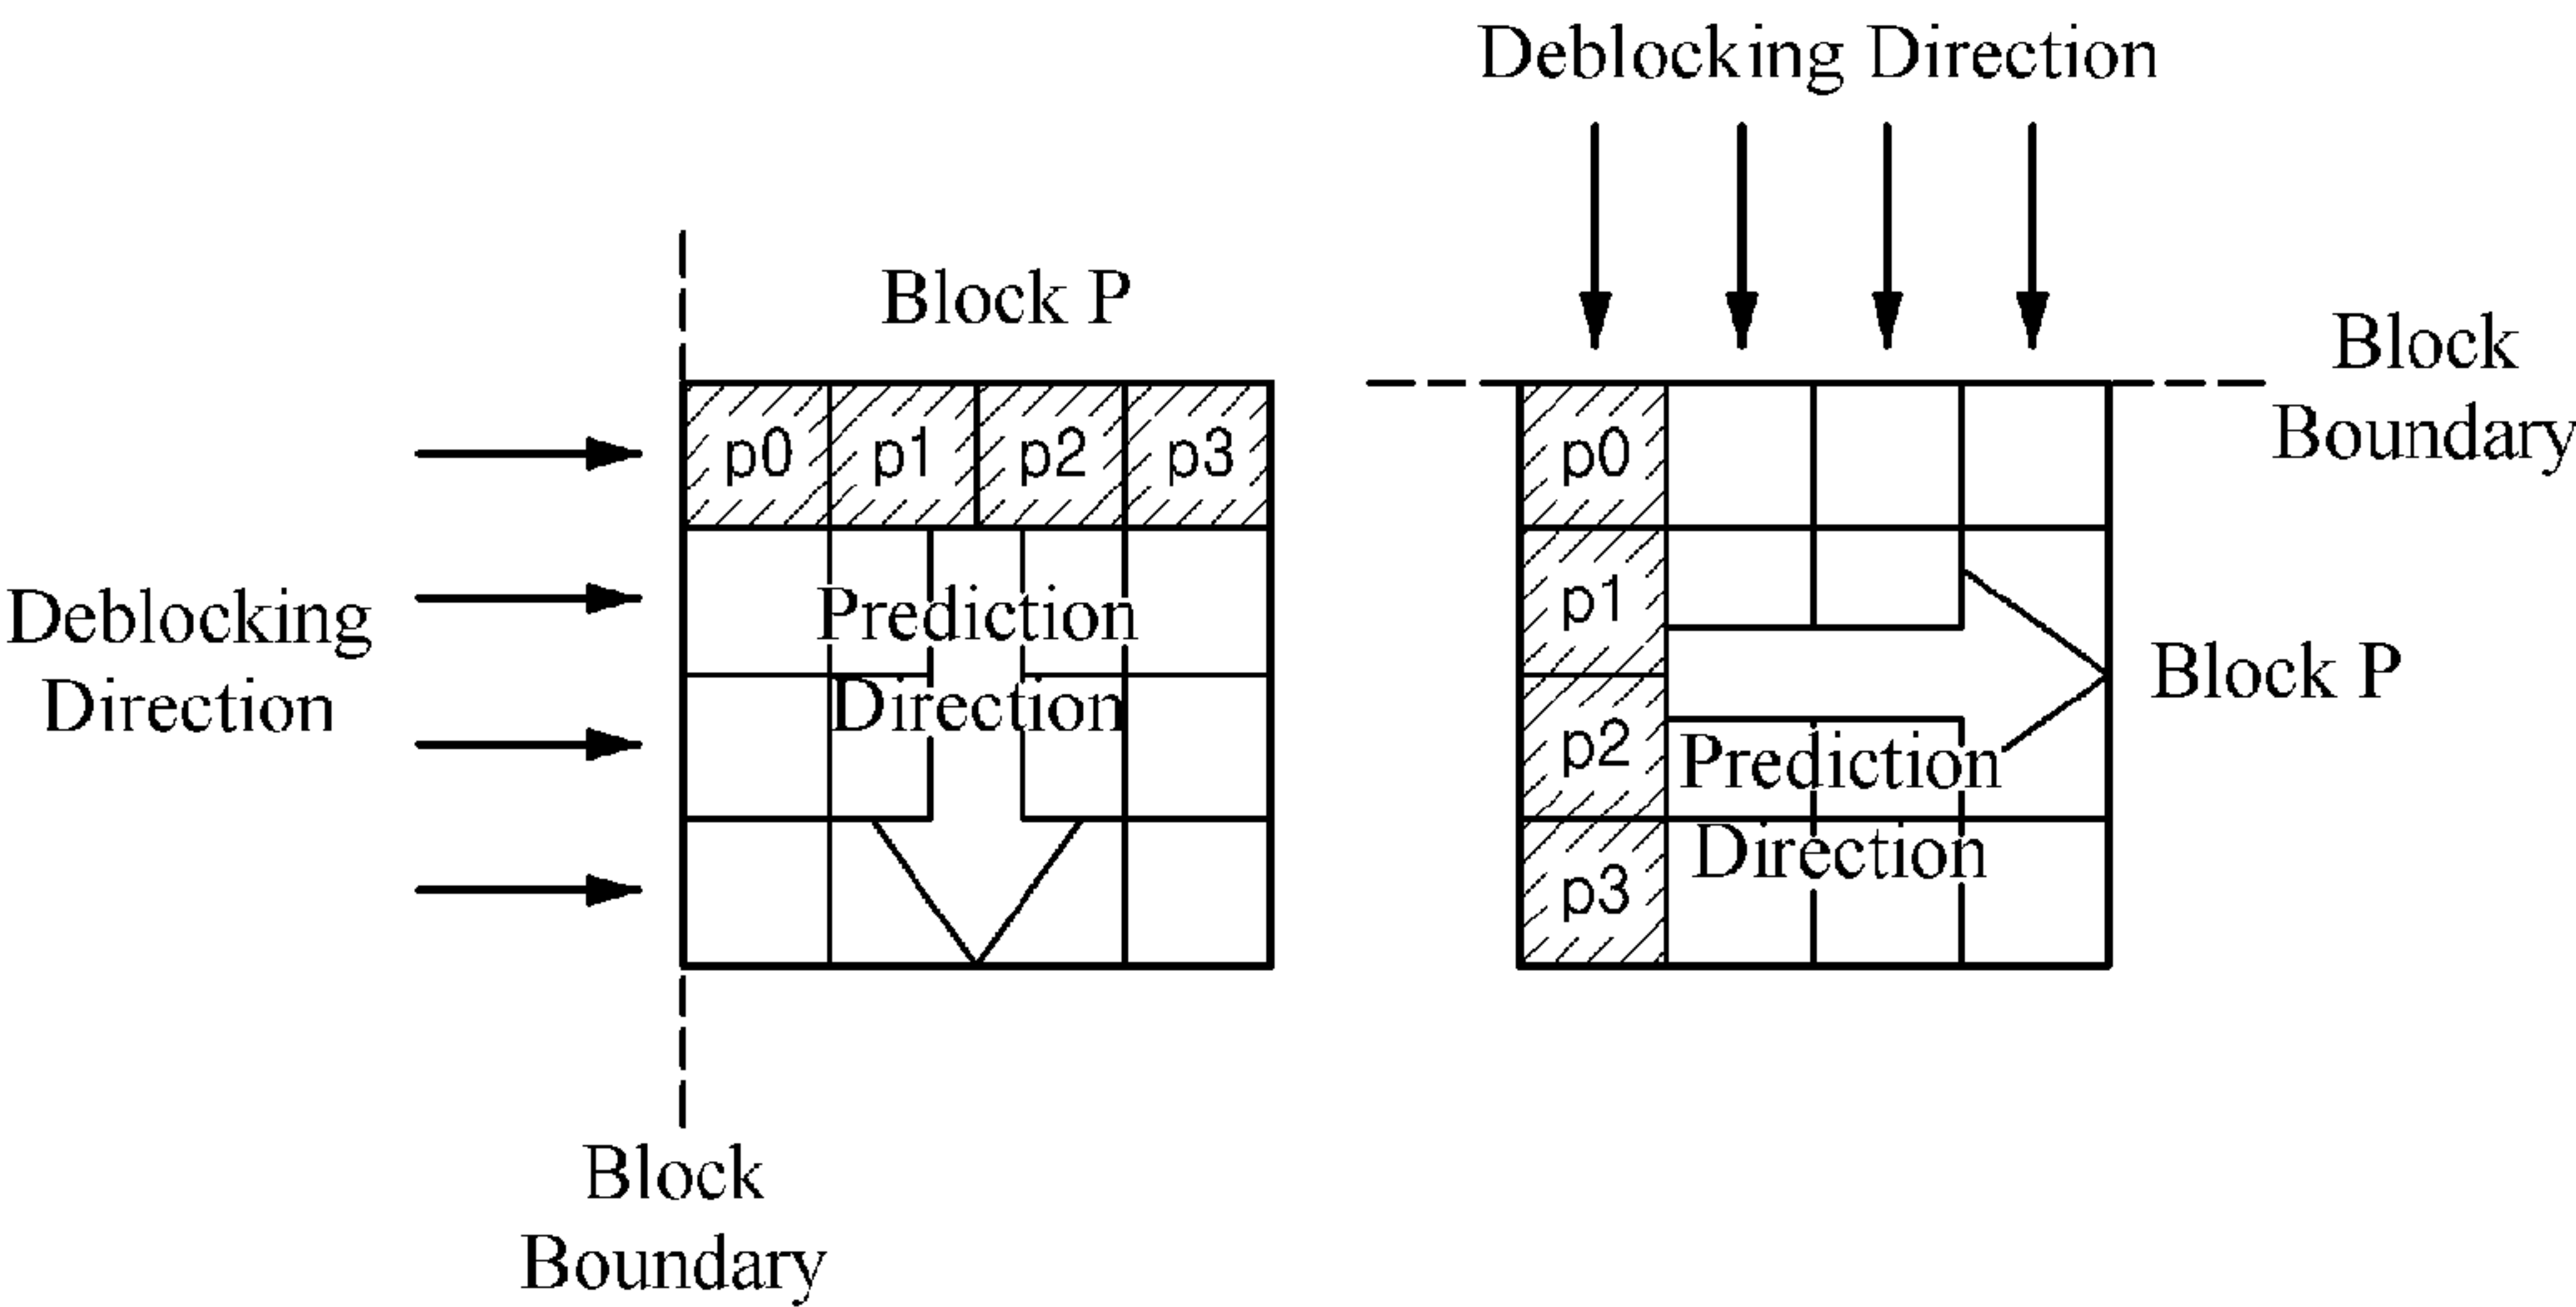 Deblocking Direction
Block P
Block
Boundary
p0 p1 p2 p3
Deblocking
Direction
Prediction
Direction
Block
Boundary
p0
p1
p2
p3
Prediction
Direction
Block P